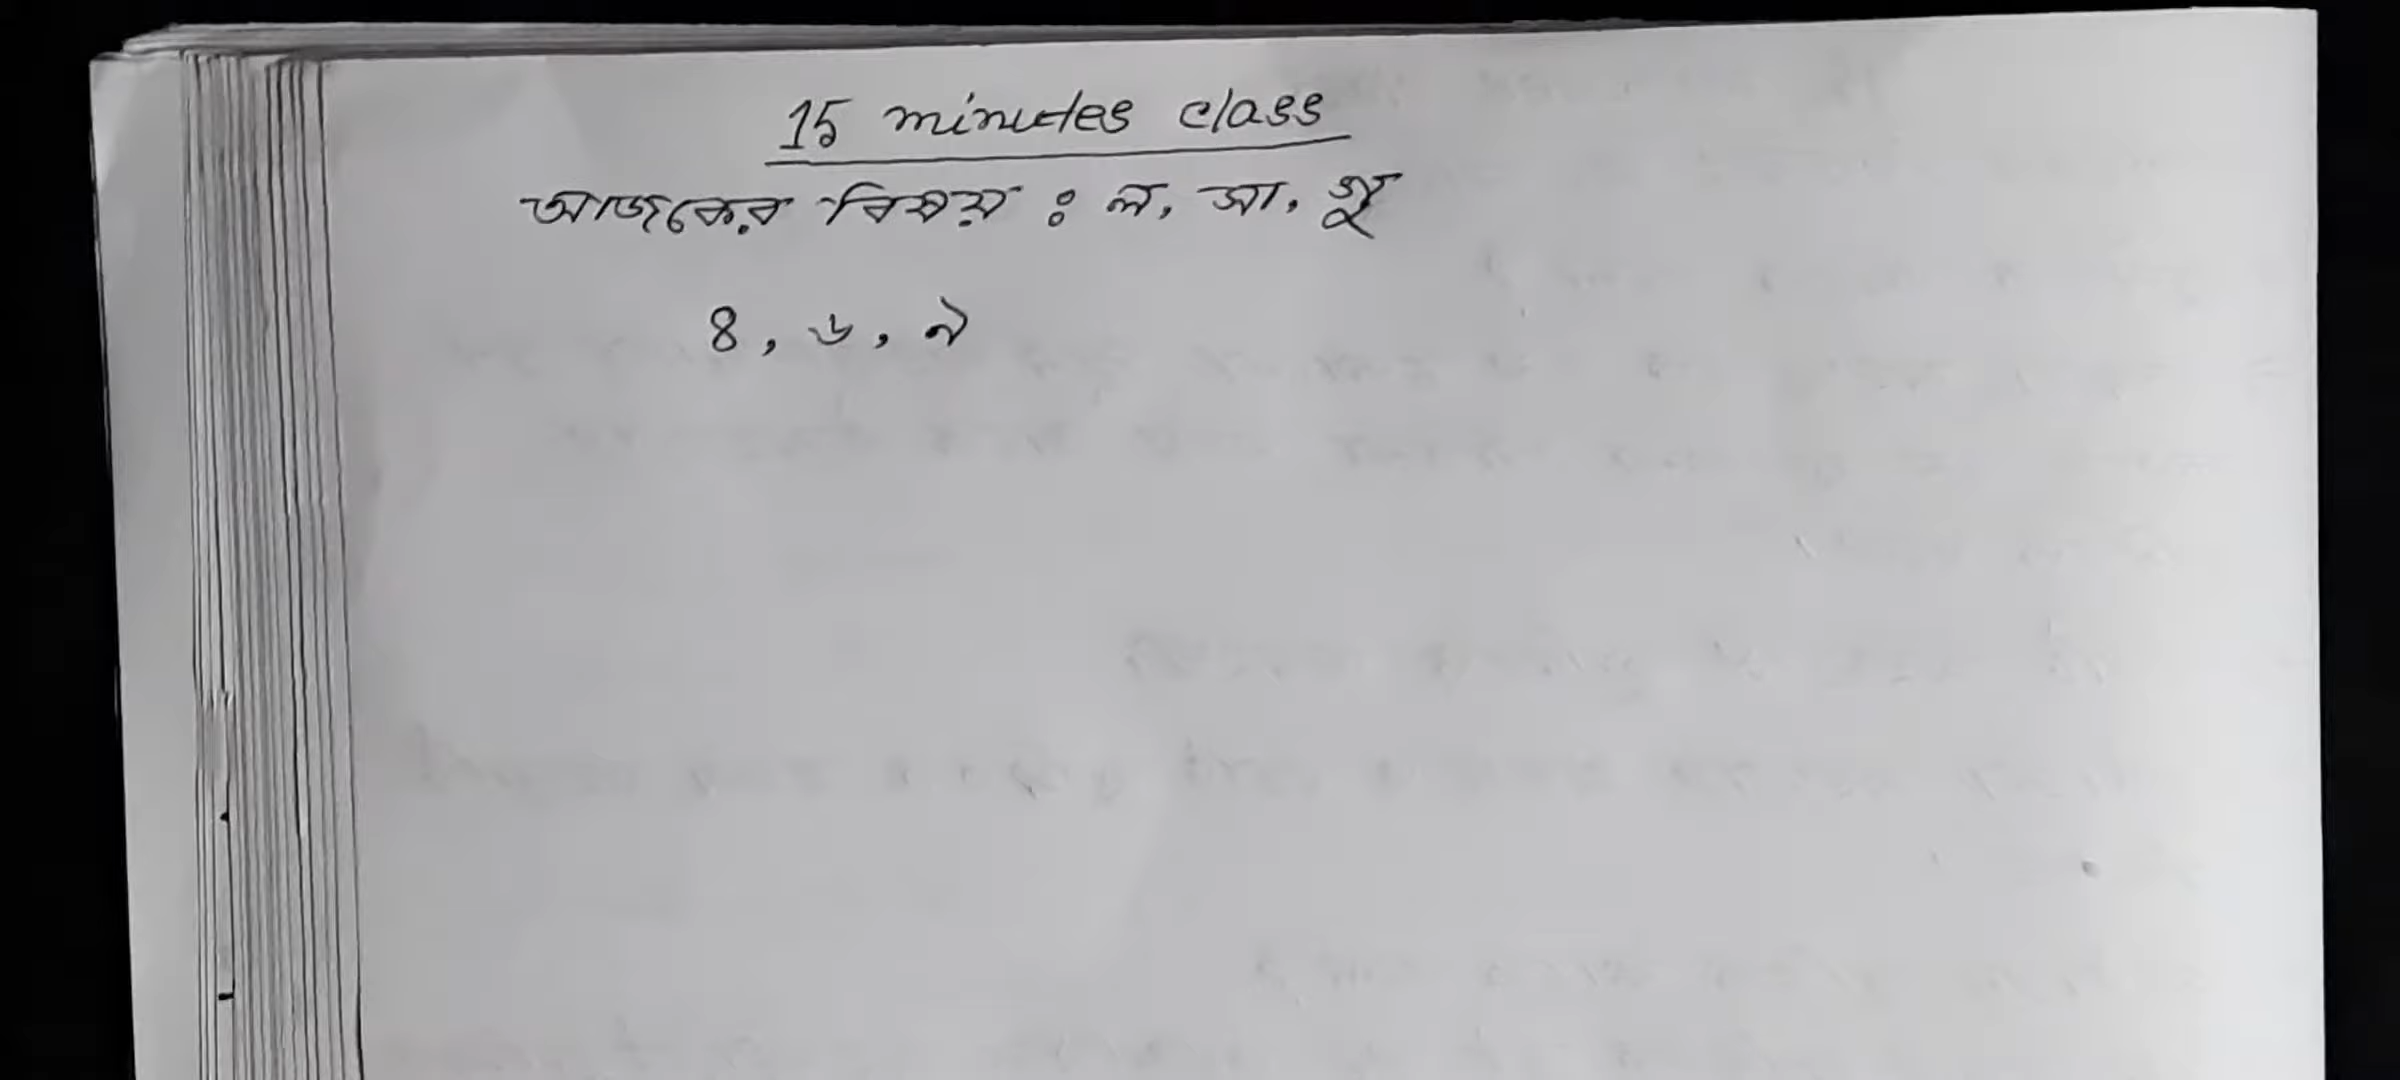 15 minutes class
আজকের বিষয় : ল, সা, গু
৪, ৬, ৯